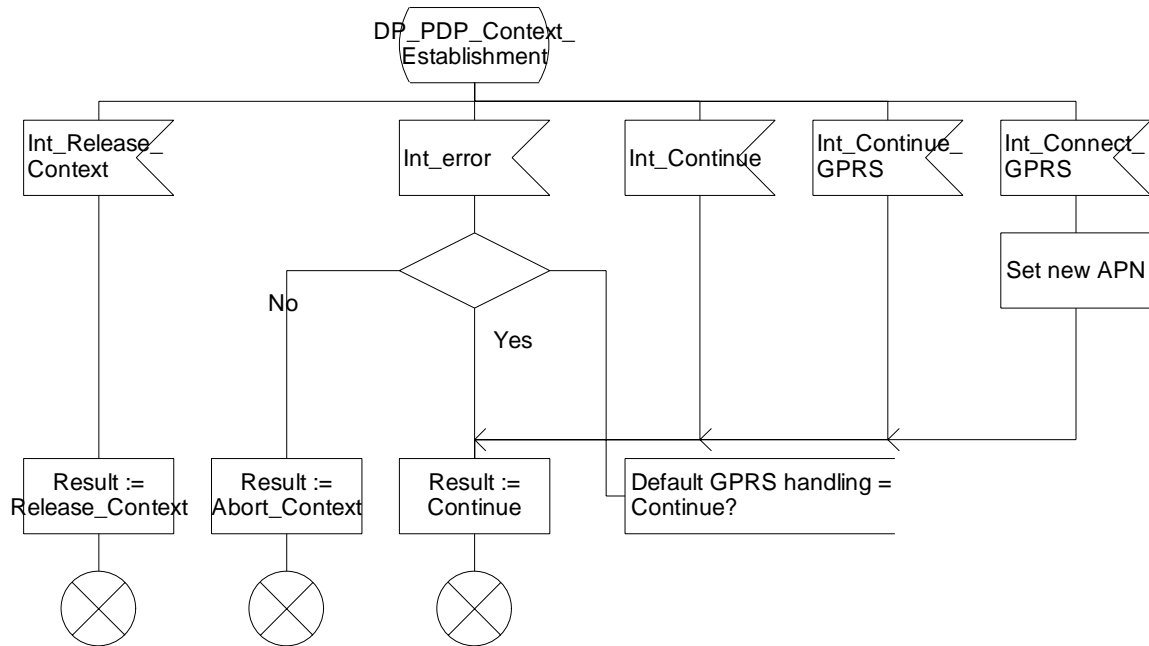 DP_PDP_Context_
Establishment
Int_Release_
Context
Int_error
Int_Continue
Int_Continue_
GPRS
Int_Connect_
GPRS
Set new APN
No
Yes
Result :=
Release_Context
Result :=
Abort_Context
Result :=
Continue
Default GPRS handling =
Continue?